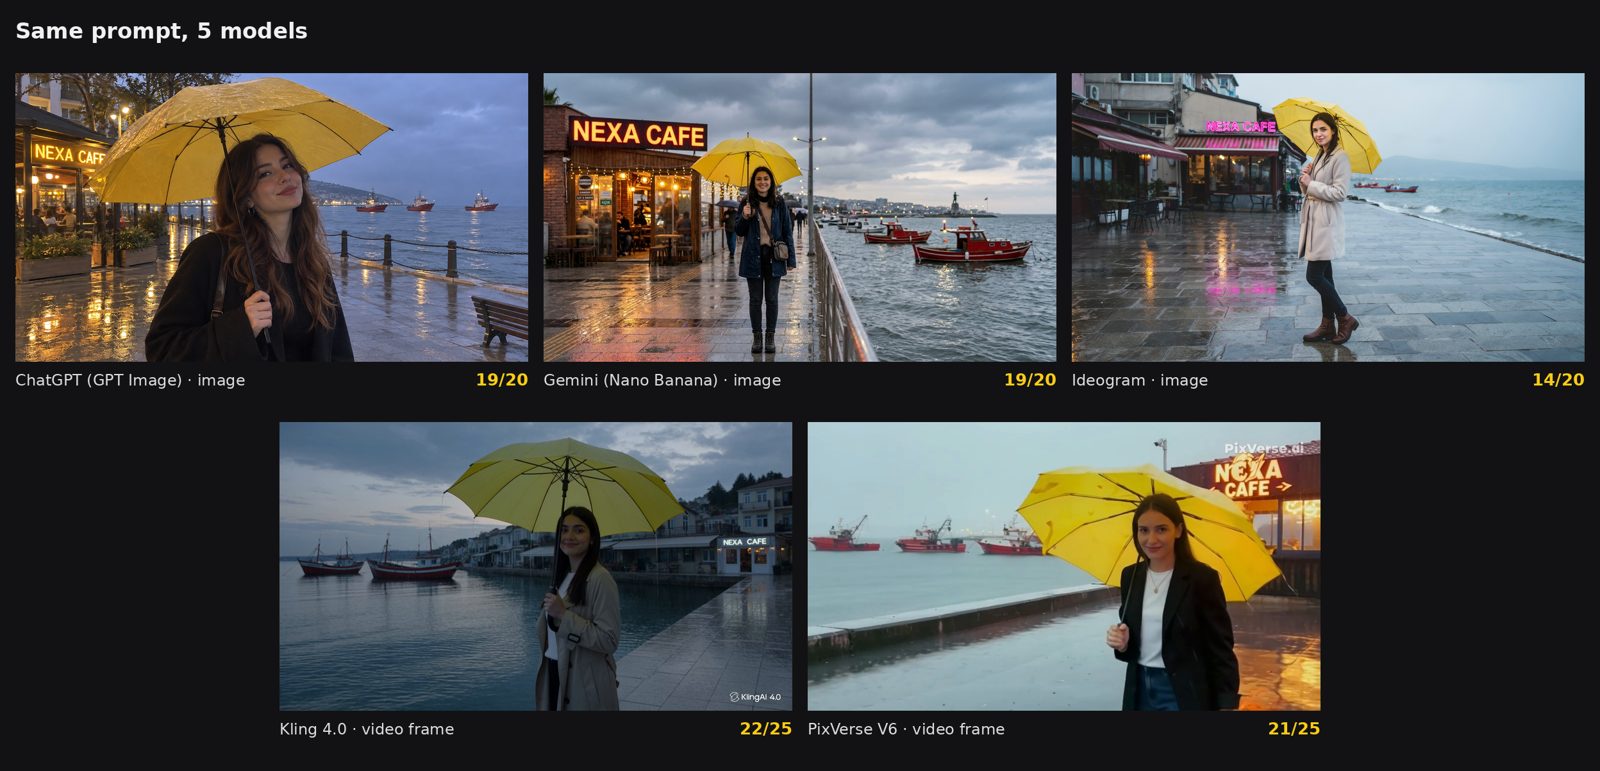 Same prompt, 5 models
NEXA CAFE
NEXA CAFE
NEXA CAFE
ChatGPT (GPT Image) · image 19/20
Gemini (Nano Banana) · image 19/20
Ideogram · image 14/20
PixVerse.ai
NEXA
CAFE
NEXA CAFE
KlingAI 4.0
Kling 4.0 · video frame 22/25
PixVerse V6 · video frame 21/25